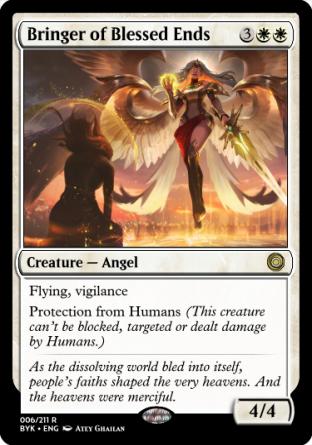 Bringer of Blessed Ends 3
Creature — Angel
Flying, vigilance
Protection from Humans (This creature
can't be blocked, targeted or dealt damage
by Humans.)
As the dissolving world bled into itself,
people's faiths shaped the very heavens. And
the heavens were merciful.
4/4
006/211 R
BYK • ENG Atey Ghailan